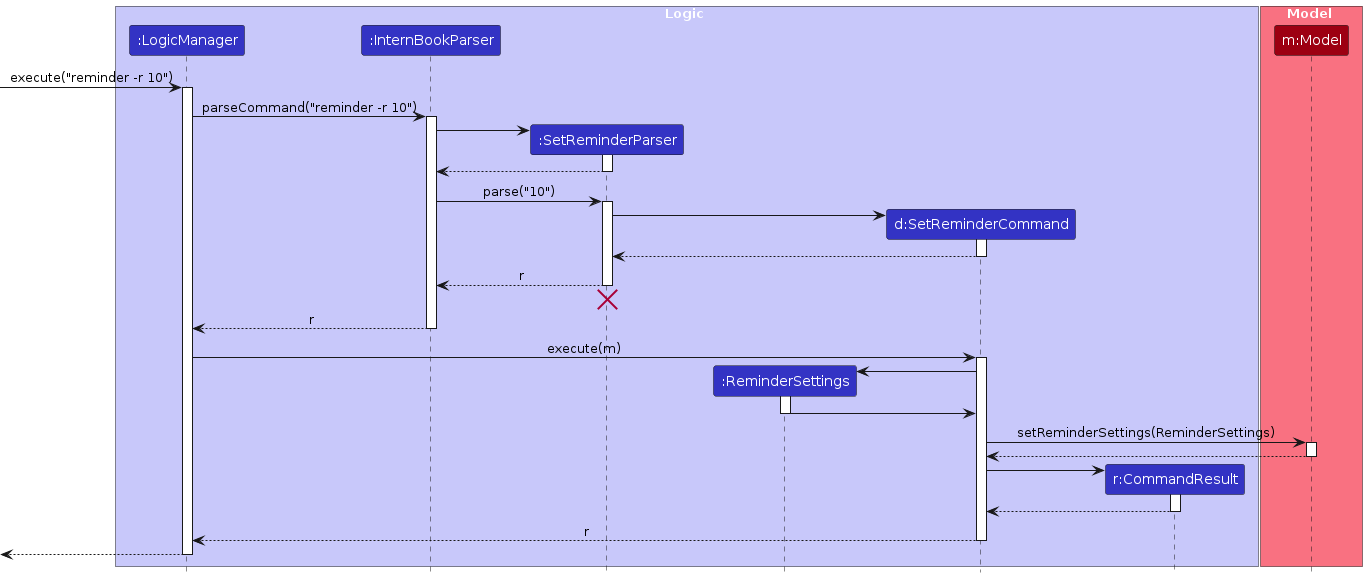 Logic
Model
:LogicManager
:InternBookParser
m:Model
execute("reminder -r 10")
parseCommand("reminder -r 10")
:SetReminderParser
parse("10")
d:SetReminderCommand
r
r
execute(m)
:ReminderSettings
setReminderSettings(ReminderSettings)
r:CommandResult
r